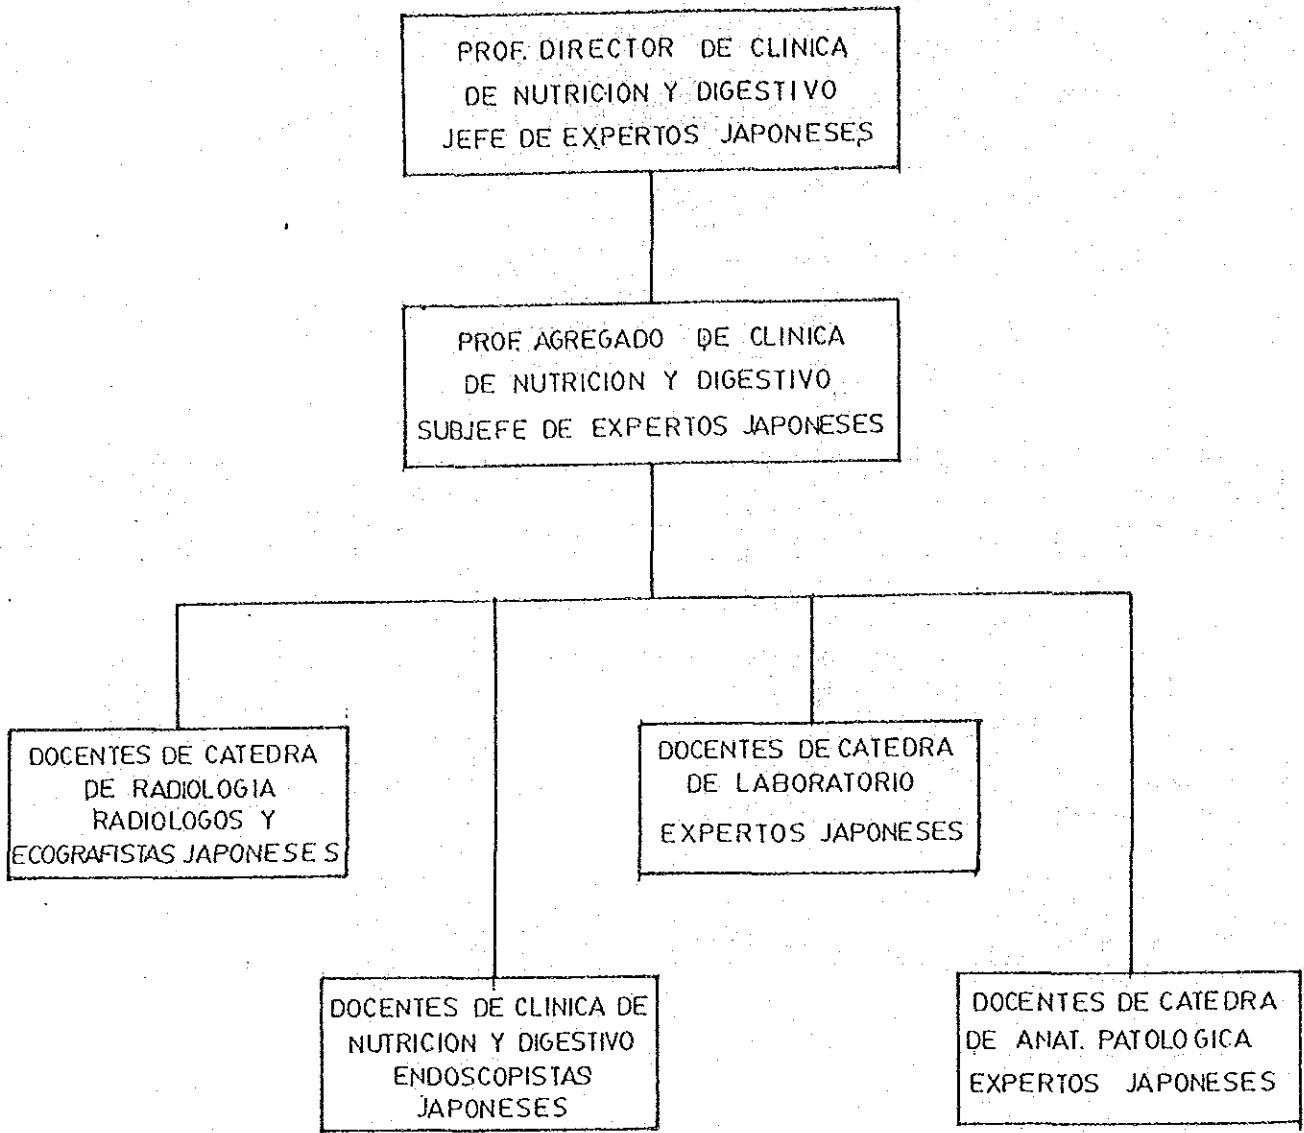 PROF. DIRECTOR DE CLINICA
DE NUTRICION Y DIGESTIVO
JEFE DE EXPERTOS JAPONESES
PROF. AGREGADO DE CLINICA
DE NUTRICION Y DIGESTIVO
SUBJEFE DE EXPERTOS JAPONESES
DOCENTES DE CATEDRA
DE RADIOLOGIA
RADIOLOGOS Y
ECOGRAFISTAS JAPONESES
DOCENTES DE CLINICA DE
NUTRICION Y DIGESTIVO
ENDOSCOPISTAS
JAPONESES
DOCENTES DE CATEDRA
DE LABORATORIO
EXPERTOS JAPONESES
DOCENTES DE CATEDRA
DE ANAT. PATOLOGICA
EXPERTOS JAPONESES